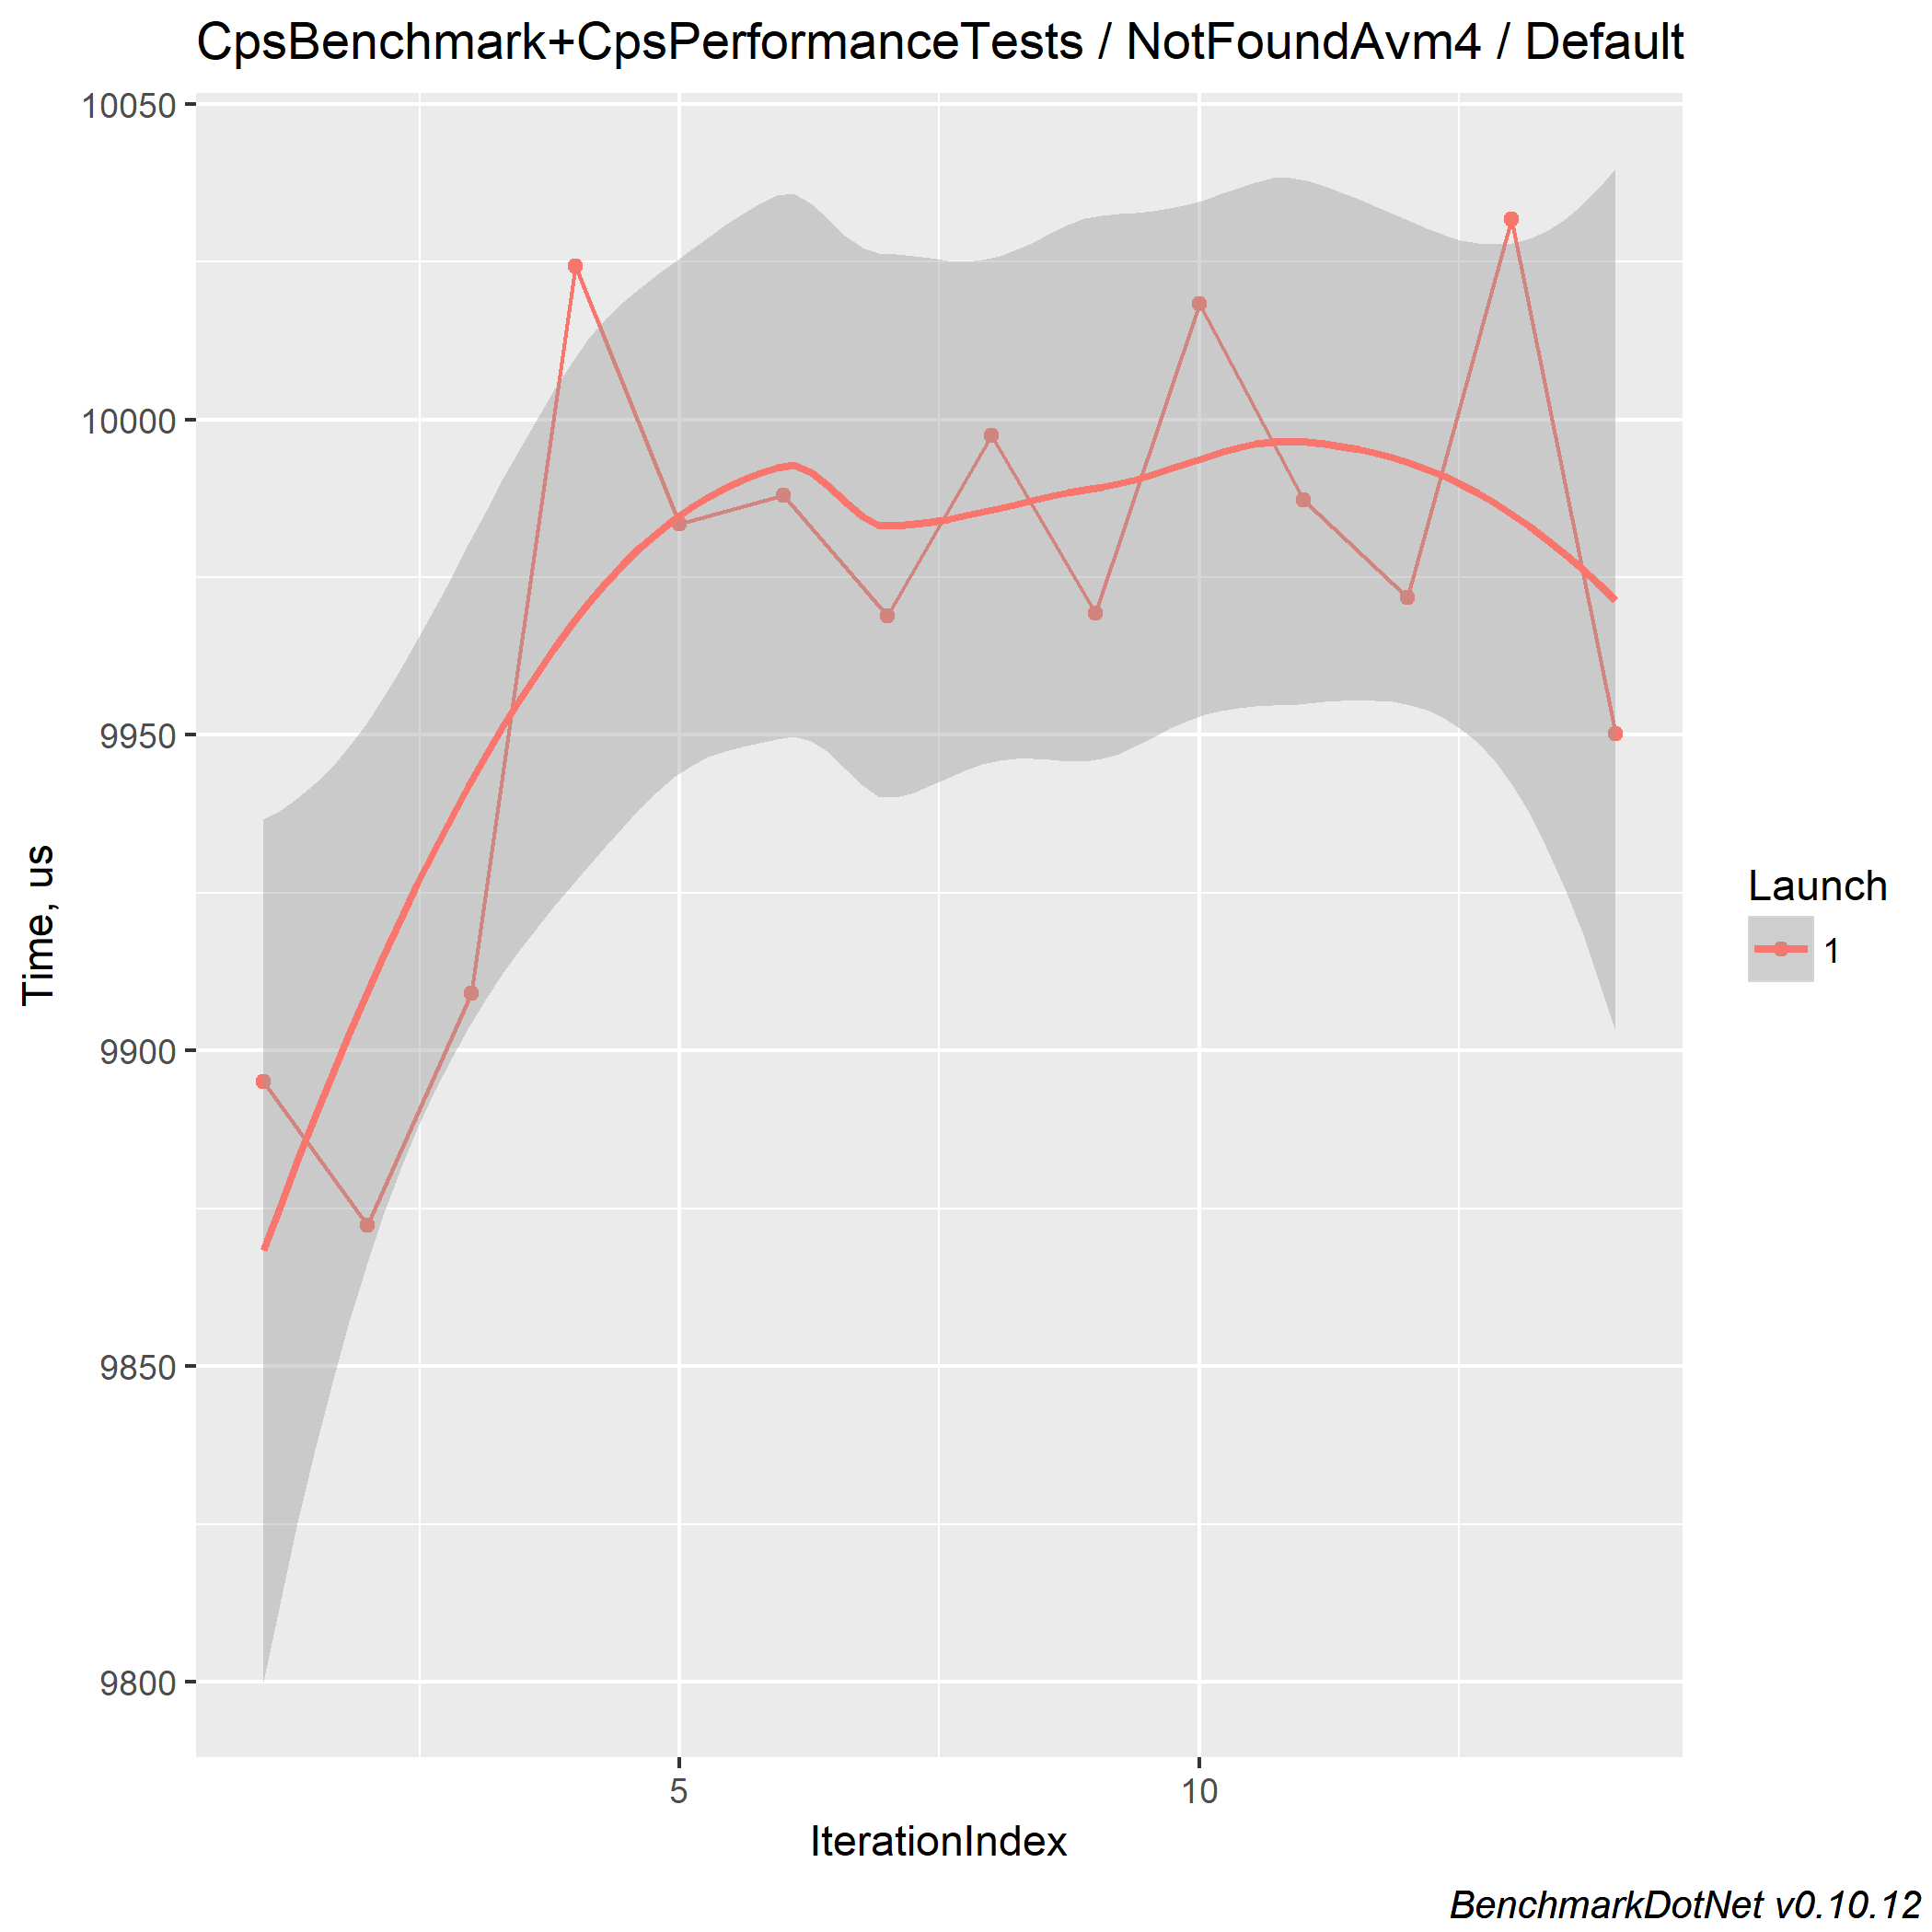 CpsBenchmark+CpsPerformanceTests / NotFoundAvm4 / Default
10050
10000
9950
9900
9850
9800
Time, us
5
10
IterationIndex
Launch
1
BenchmarkDotNet v0.10.12